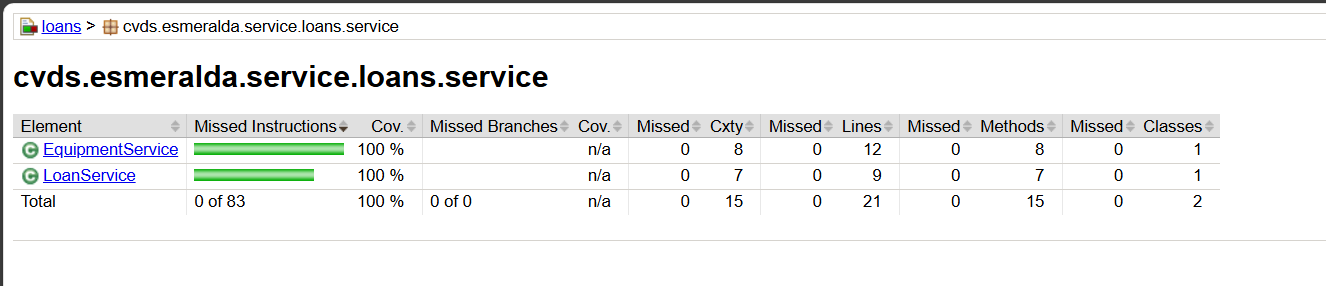 loans > cvds.esmeralda.service.loans.service
cvds.esmeralda.service.loans.service
Element Missed Instructions Cov. Missed Branches Cov. Missed Cxty Missed Lines Missed Methods Missed Classes
C EquipmentService 100 % n/a 0 8 0 12 0 8 0 1
C LoanService 100 % n/a 0 7 0 9 0 7 0 1
Total 0 of 83 100 % 0 of 0 n/a 0 15 0 21 0 15 0 2